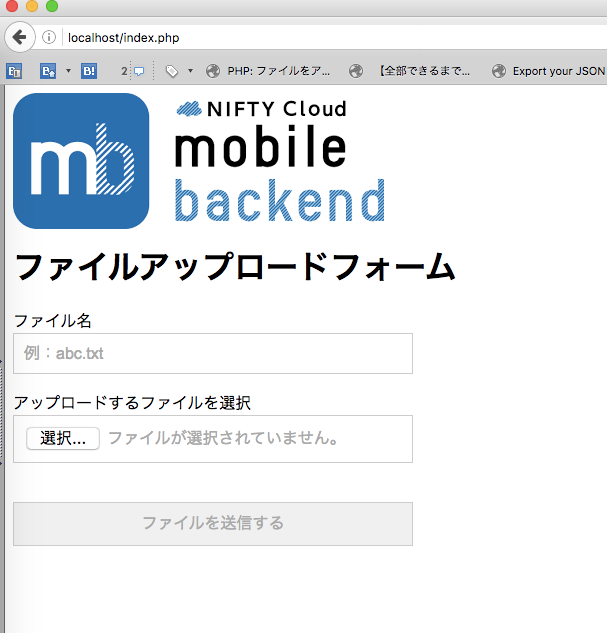 localhost/index.php
2
PHP: ファイルをア...
【全部できるまで...
Export your JSON
mb
NIFTY Cloud
mobile
backend
ファイルアップロードフォーム
ファイル名
例：abc.txt
アップロードするファイルを選択
選択... ファイルが選択されていません。
ファイルを送信する